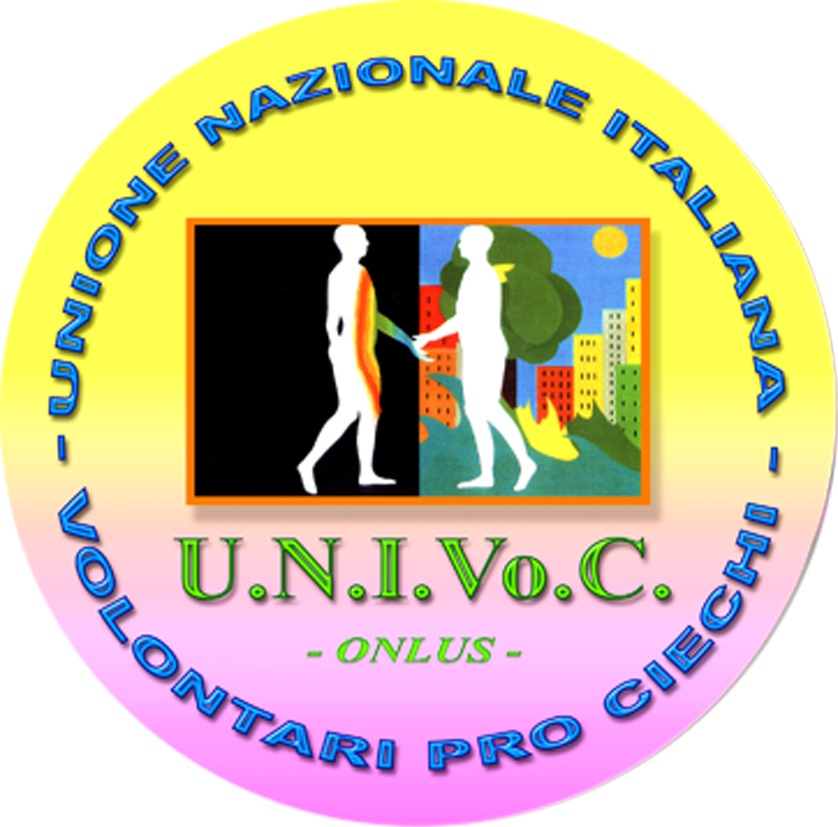 - UNIONE NAZIONALE ITALIANA -
VOLONTARI PRO CIECHI
U.N.I.Vo.C.
- ONLUS -